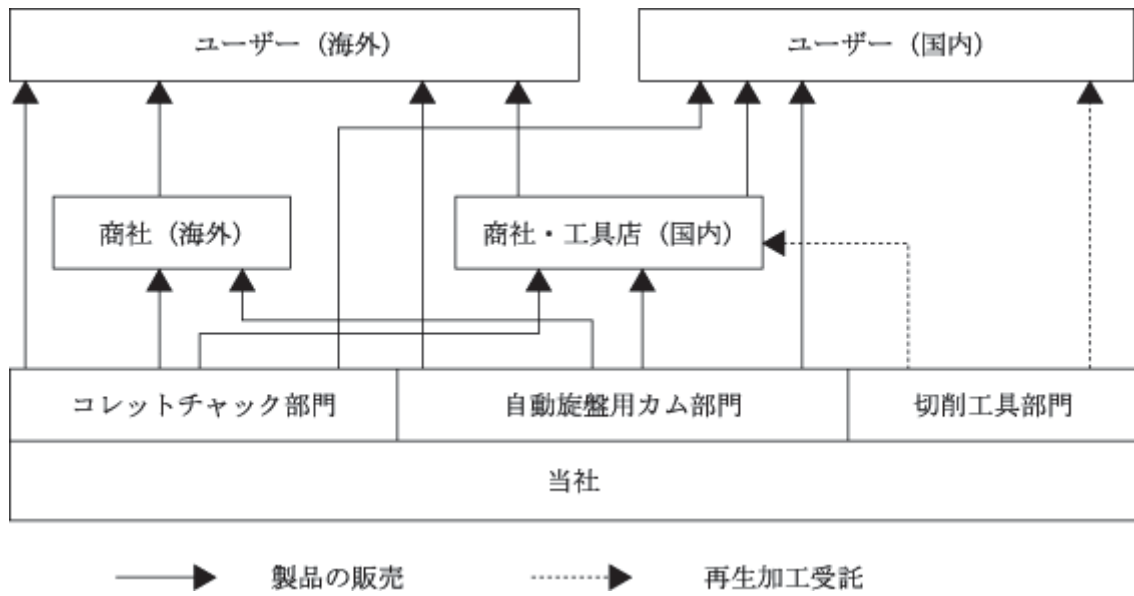 ユーザー（海外）
ユーザー（国内）
商社（海外）
商社・工具店（国内）
コレットチャック部門
自動旋盤用カム部門
切削工具部門
当社
製品の販売
再生加工受託